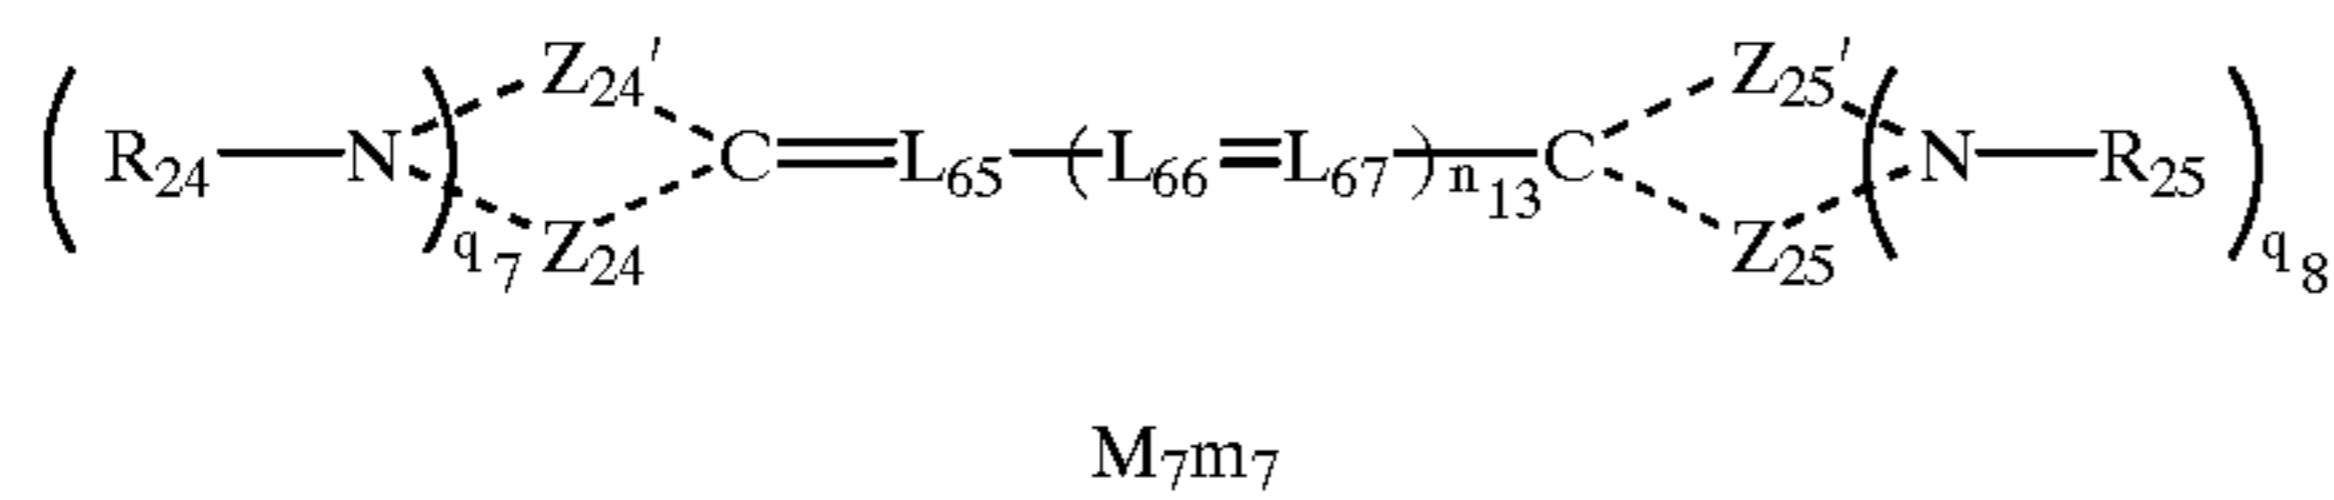 Z24' Z25'
(R24—N)q7 C=L65—(L66=L67)n13—C (N—R25)q8
Z24 Z25
M7m7